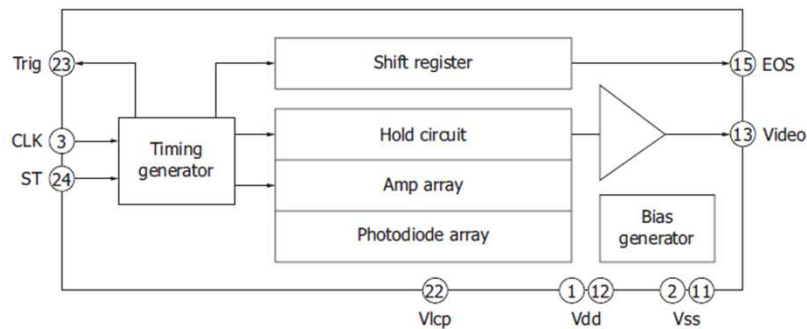 Trig 23
Shift register
15 EOS
CLK 3
Timing
generator
Hold circuit
13 Video
ST 24
Amp array
Photodiode array
Bias
generator
22
1 12
2 11
Vlcp
Vdd
Vss